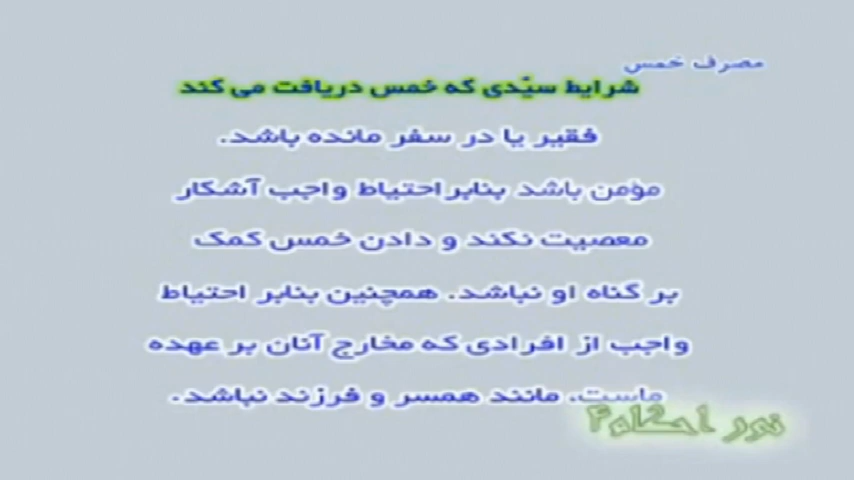 مصرف خمس
شرایط سیّدی که خمس دریافت می کند
فقیر یا در سفر مانده باشد.
مؤمن باشد بنابر احتیاط واجب آشکار
معصیت نکند و دادن خمس کمک
بر گناه او نباشد. همچنین بنابر احتیاط
واجب از افرادی که مخارج آنان بر عهده
ماست، مانند همسر و فرزند نباشد.
نور احکام ۴